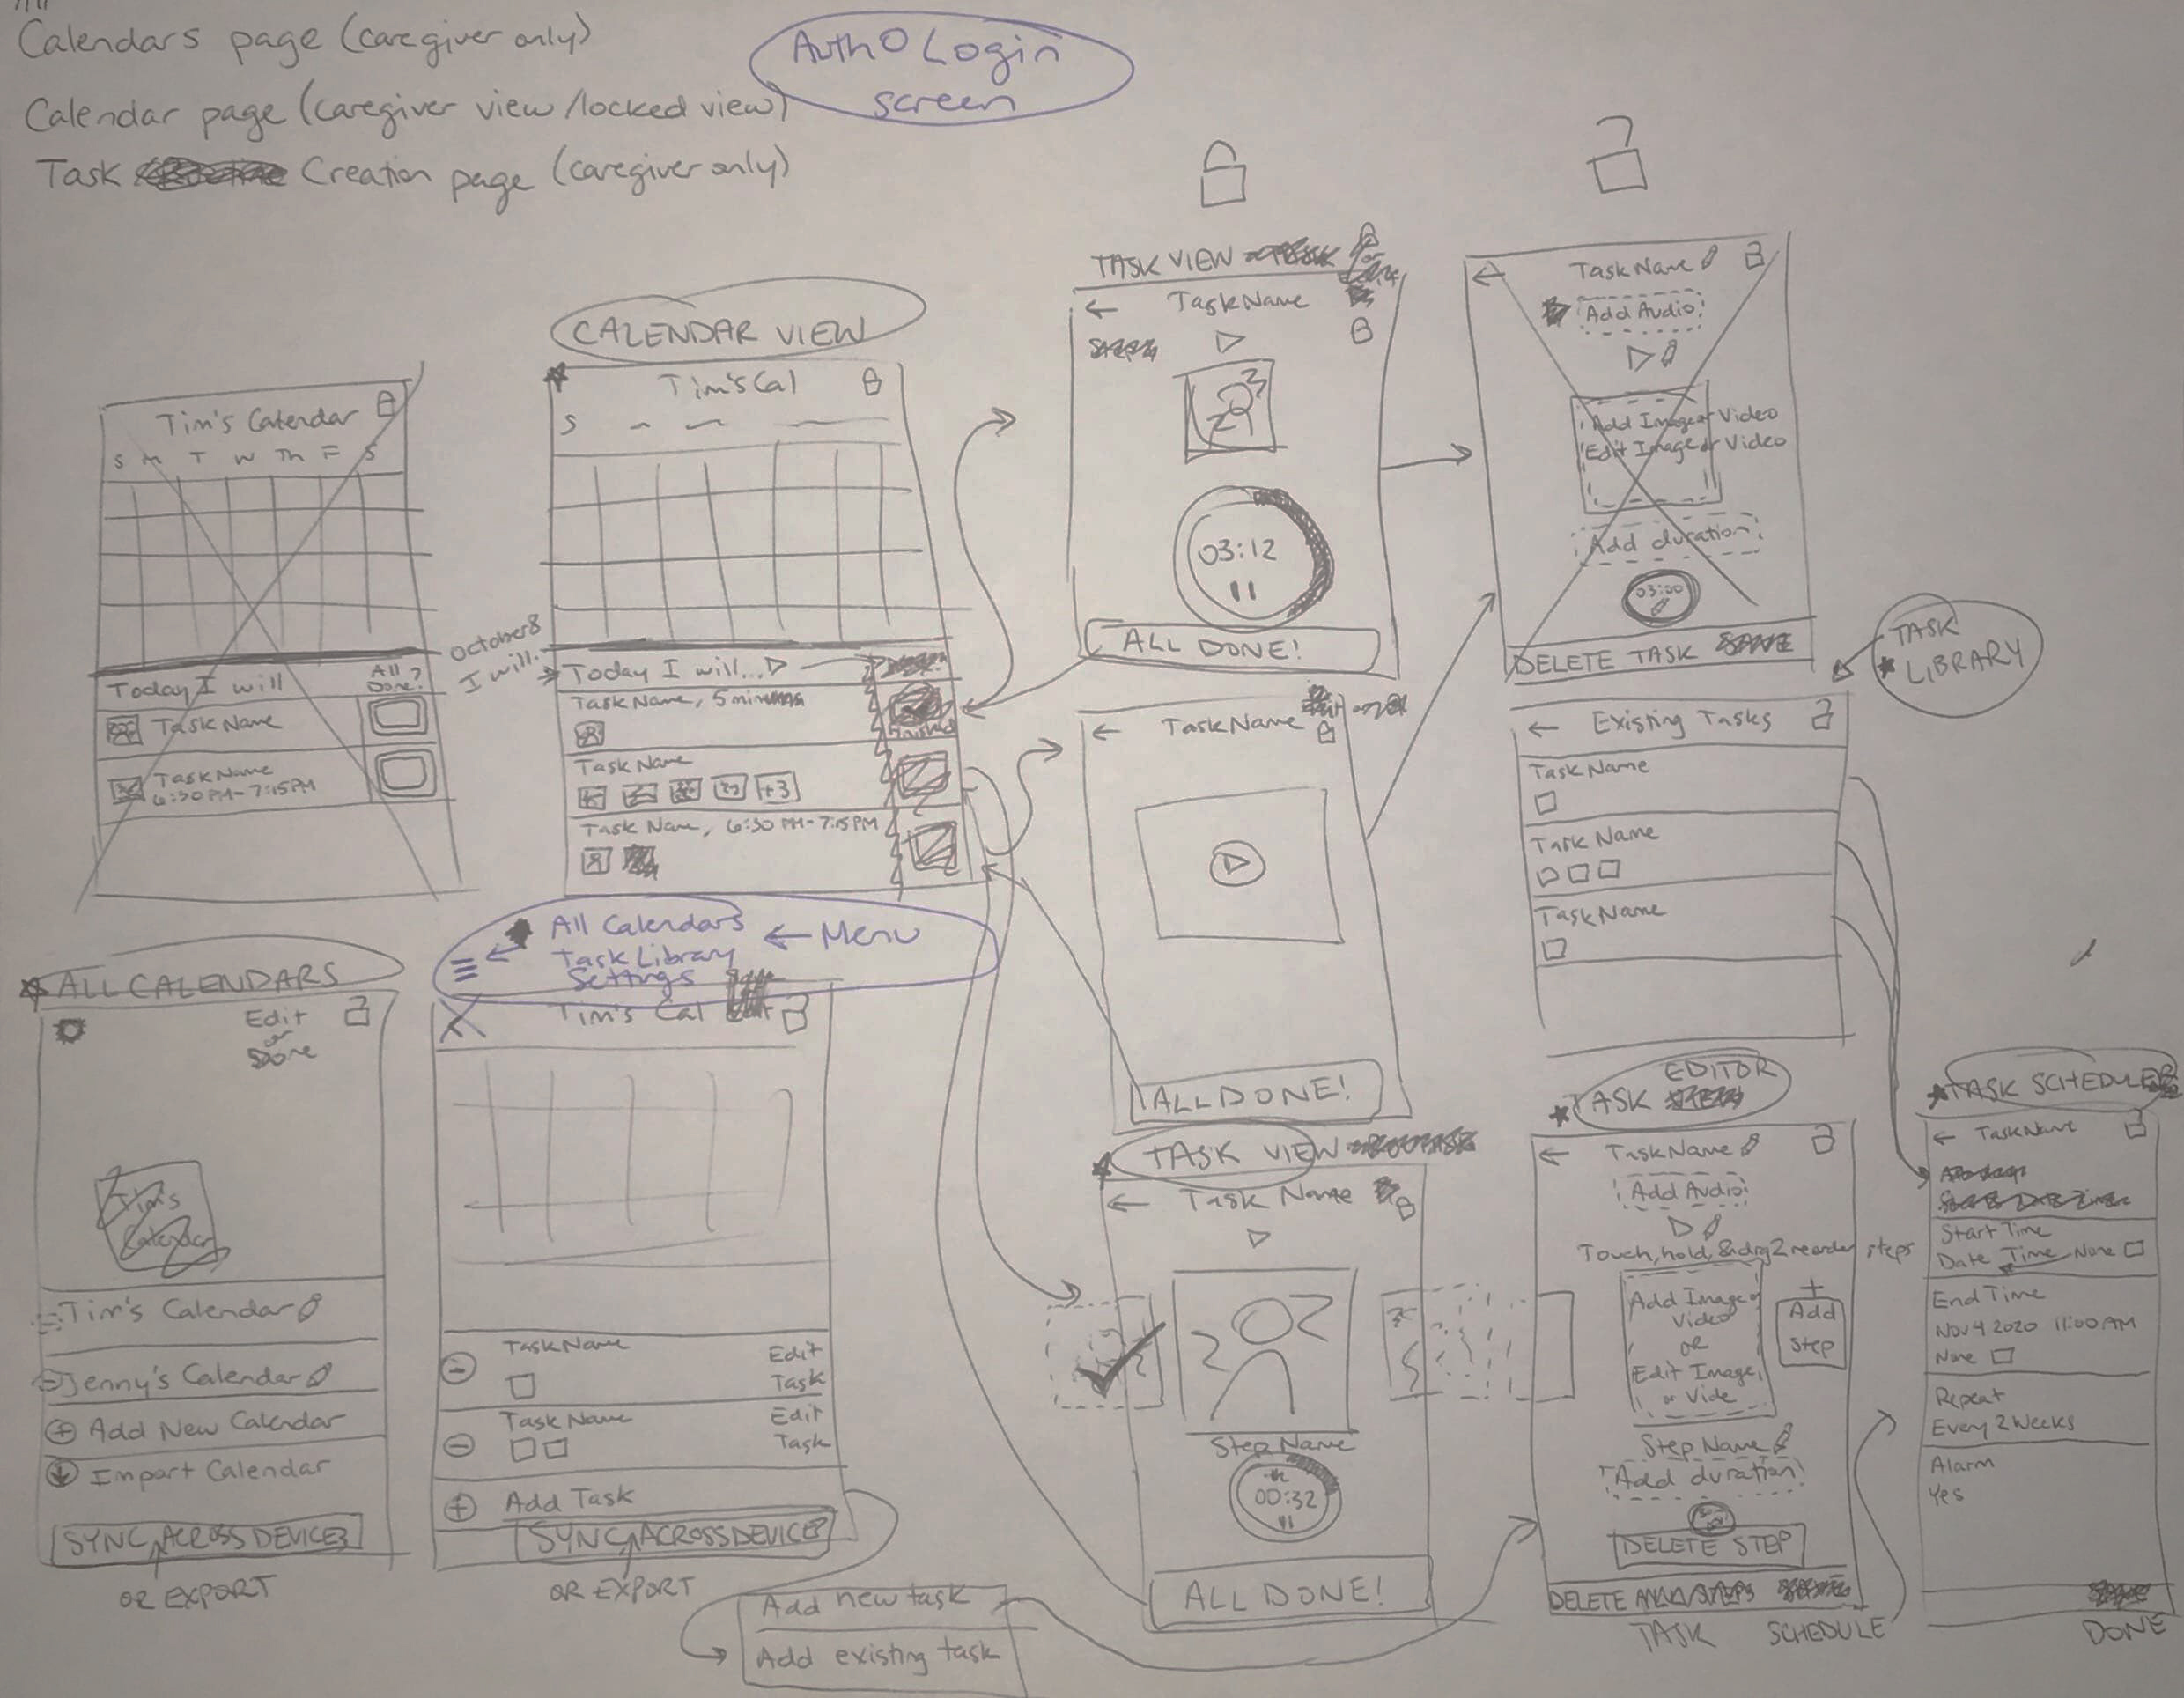 Calendars page (caregiver only)
Calendar page (caregiver view/locked view)
Task Creation page (caregiver only)
Auth0 Login
screen
Tim's Calendar
S M T W Th F S
Today I will
All
Done?
Task Name
Task Name
6:30PM-7:15PM
October 8
I will..
CALENDAR VIEW
Tim's Cal
S
Today I will...
Task Name, 5 minutes
Finished
Task Name
+3
Task Name, 6:30 PM-7:15PM
TASK VIEW
Task Name
03:12
ALL DONE!
Task Name
Add Audio
Add Image or Video
Edit Image or Video
Add duration
03:00
DELETE TASK SAVE
TASK
LIBRARY
Existing Tasks
Task Name
Task Name
Task Name
Task Name
ALL DONE!
ALL CALENDARS
Edit
or
Done
Tim's
Calendar
Tim's Calendar
Jenny's Calendar
Add New Calendar
Import Calendar
SYNC ACROSS DEVICES
OR EXPORT
All Calendars
Task Library
Settings
← Menu
Tim's Cal
Task Name
Edit
Task
Task Name
Edit
Task
Add Task
SYNC ACROSS DEVICES
OR EXPORT
Add new task
Add existing task
TASK VIEW
Task Name
Step Name
00:32
ALL DONE!
EDITOR
TASK
Task Name
Add Audio
Touch, hold, & drg 2 reorder steps
Add Image or
Video
OR
Edit Image
or Vide
+
Add
Step
Step Name
Add duration
DELETE STEP
DELETE
TASK SCHEDULE
TASK SCHEDULER
Task Name
Start Time
Date Time None
End Time
Nov 4 2020 11:00 AM
None
Repeat
Every 2 Weeks
Alarm
Yes
DONE